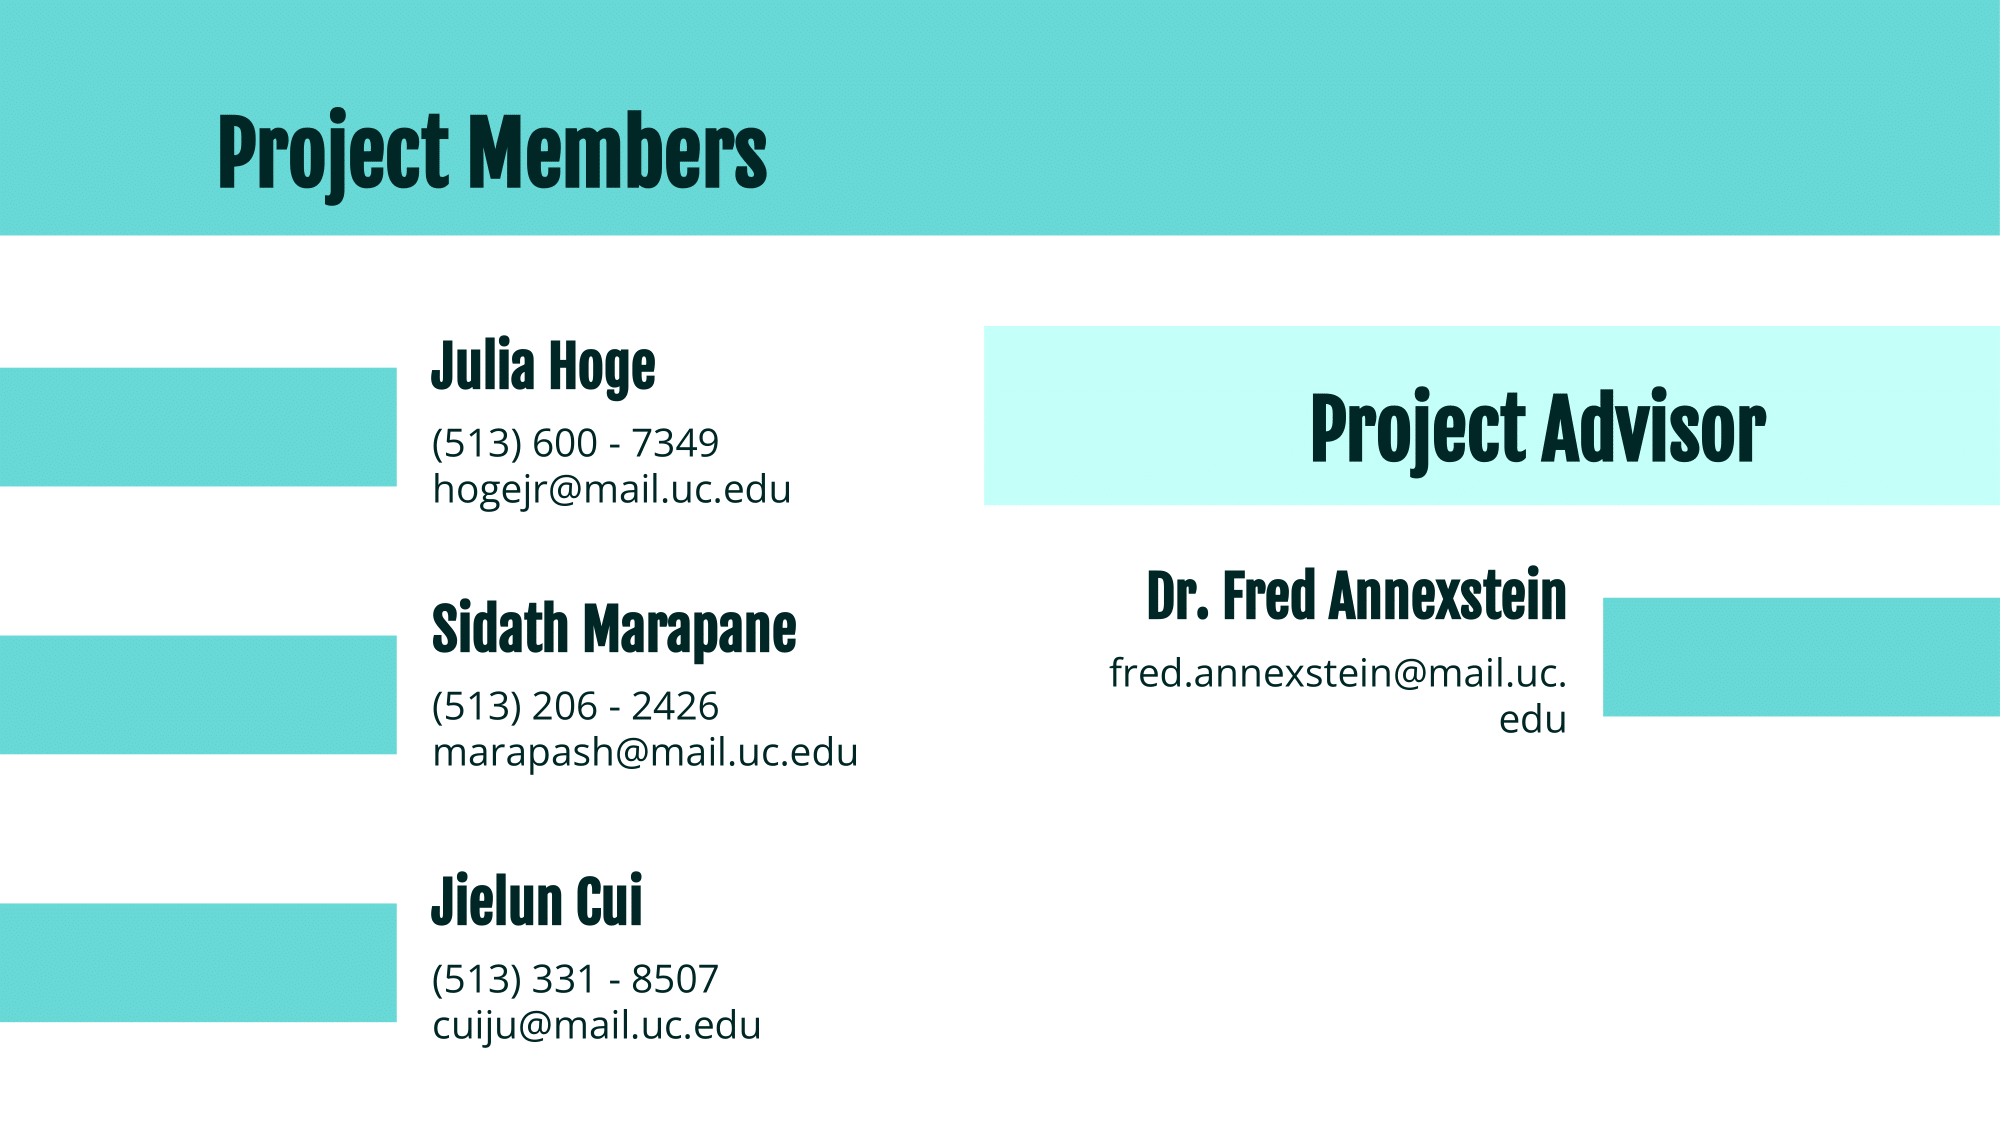 Project Members
Julia Hoge
(513) 600 - 7349
hogejr@mail.uc.edu
Sidath Marapane
(513) 206 - 2426
marapash@mail.uc.edu
Jielun Cui
(513) 331 - 8507
cuiju@mail.uc.edu
Project Advisor
Dr. Fred Annexstein
fred.annexstein@mail.uc.
edu